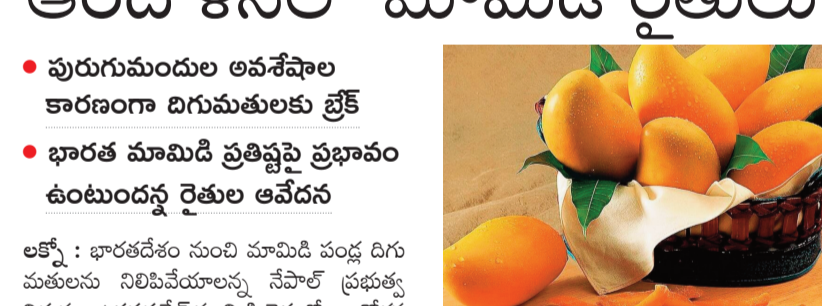 మామిడి రైతులు
పురుగుమందుల అవశేషాల
కారణంగా దిగుమతులకు బ్రేక్
భారత మామిడి ప్రతిష్టపై ప్రభావం
ఉంటుందన్న రైతుల ఆవేదన
లక్నో : భారతదేశం నుంచి మామిడి పండ్ల దిగు
మతులను నిలిపివేయాలన్న నేపాల్ ప్రభుత్వ